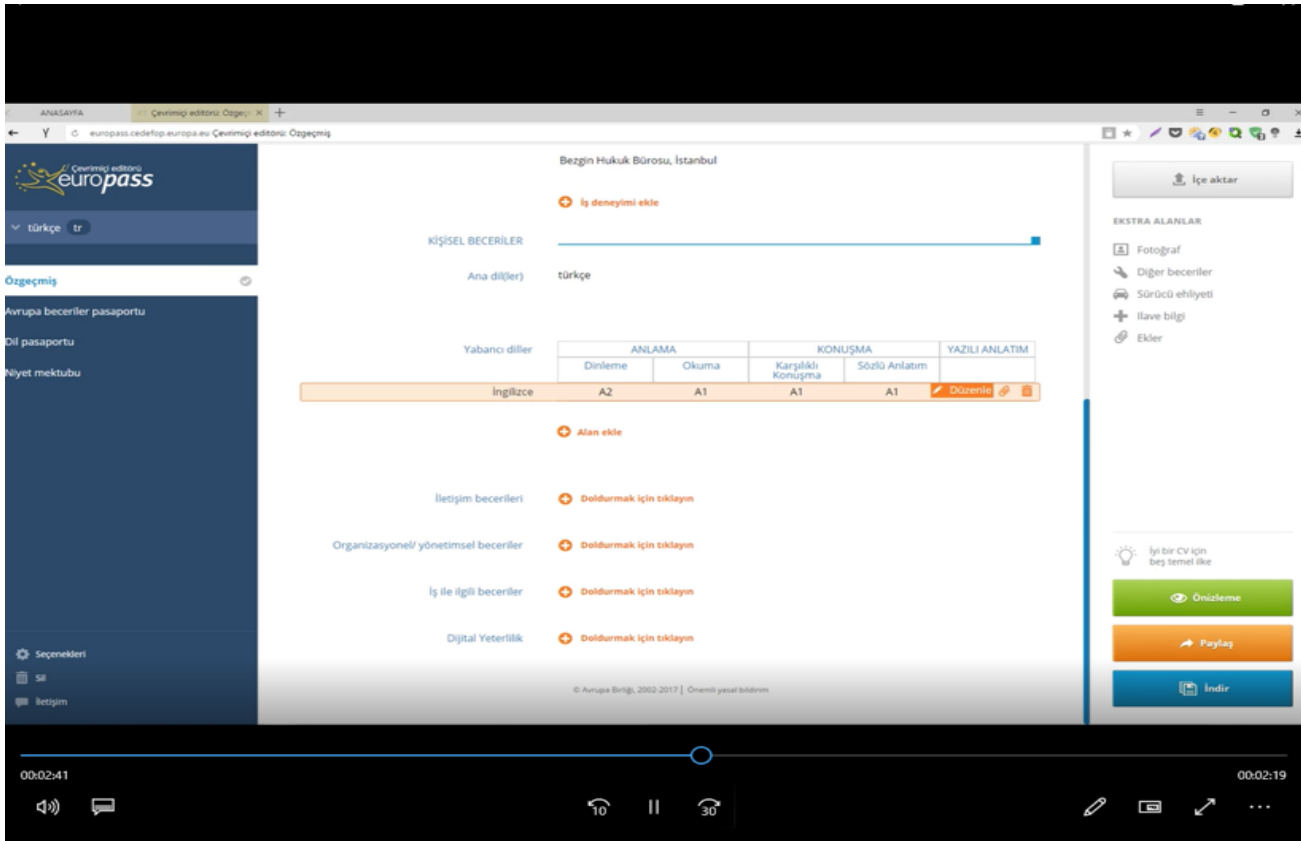 ANASAYFA
Çevrimiçi editörü: Özgeç
europass.cedefop.europa.eu Çevrimiçi editörü: Özgeçmiş
Çevrimiçi editörü
europass
türkçe tr
Özgeçmiş
Avrupa beceriler pasaportu
Dil pasaportu
Niyet mektubu
Seçenekleri
Sil
İletişim
Bezgin Hukuk Bürosu, İstanbul
İş deneyimi ekle
KİŞİSEL BECERİLER
Ana dil(ler) türkçe
Yabancı diller ANLAMA KONUŞMA YAZILI ANLATIM
Dinleme Okuma Karşılıklı Konuşma Sözlü Anlatım
İngilizce A2 A1 A1 A1 Düzenle
Alan ekle
İletişim becerileri Doldurmak için tıklayın
Organizasyonel/ yönetimsel beceriler Doldurmak için tıklayın
İş ile ilgili beceriler Doldurmak için tıklayın
Dijital Yeterlilik Doldurmak için tıklayın
© Avrupa Birliği, 2002-2017 | Önemli yasal bildirim
İçe aktar
EKSTRA ALANLAR
Fotoğraf
Diğer beceriler
Sürücü ehliyeti
Ilave bilgi
Ekler
İyi bir CV için
beş temel ilke
Önizleme
Paylaş
İndir
00:02:41 00:02:19
10 30